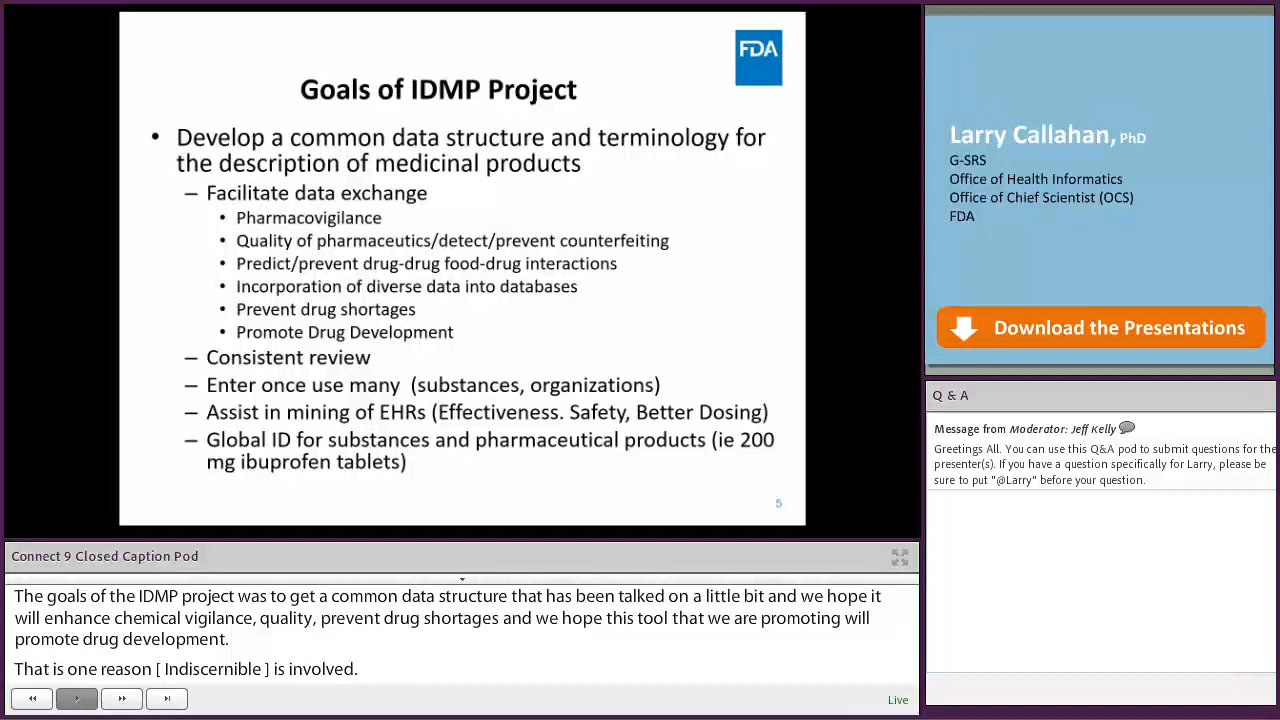 FDA
Goals of IDMP Project
• Develop a common data structure and terminology for
the description of medicinal products
– Facilitate data exchange
• Pharmacovigilance
• Quality of pharmaceutics/detect/prevent counterfeiting
• Predict/prevent drug-drug food-drug interactions
• Incorporation of diverse data into databases
• Prevent drug shortages
• Promote Drug Development
– Consistent review
– Enter once use many (substances, organizations)
– Assist in mining of EHRs (Effectiveness. Safety, Better Dosing)
– Global ID for substances and pharmaceutical products (ie 200
mg ibuprofen tablets)
5
Larry Callahan, PhD
G-SRS
Office of Health Informatics
Office of Chief Scientist (OCS)
FDA
Download the Presentations
Q & A
Message from Moderator: Jeff Kelly
Greetings All. You can use this Q&A pod to submit questions for the
presenter(s). If you have a question specifically for Larry, please be
sure to put "@Larry" before your question.
Connect 9 Closed Caption Pod
The goals of the IDMP project was to get a common data structure that has been talked on a little bit and we hope it
will enhance chemical vigilance, quality, prevent drug shortages and we hope this tool that we are promoting will
promote drug development.
That is one reason [ Indiscernible ] is involved.
Live